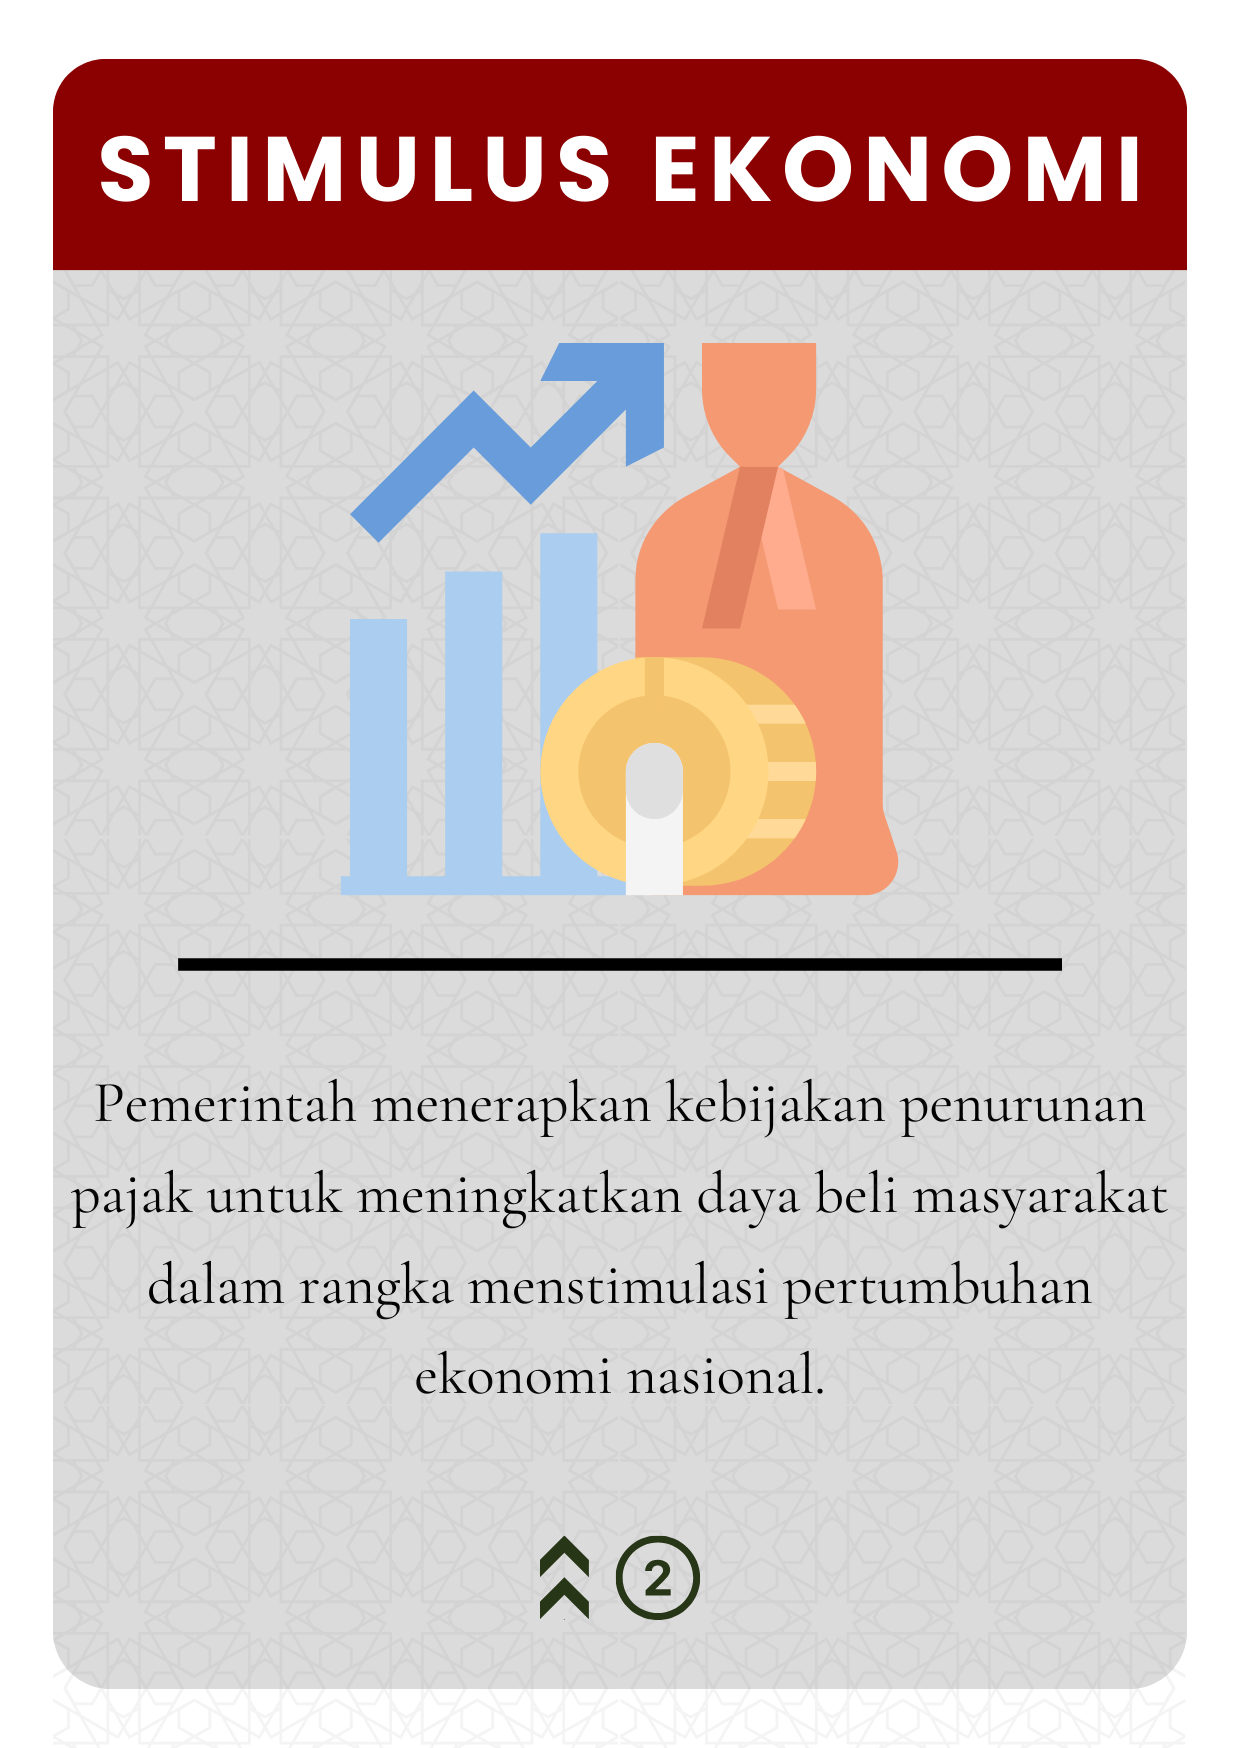 STIMULUS EKONOMI
Pemerintah menerapkan kebijakan penurunan
pajak untuk meningkatkan daya beli masyarakat
dalam rangka menstimulasi pertumbuhan
ekonomi nasional.
2